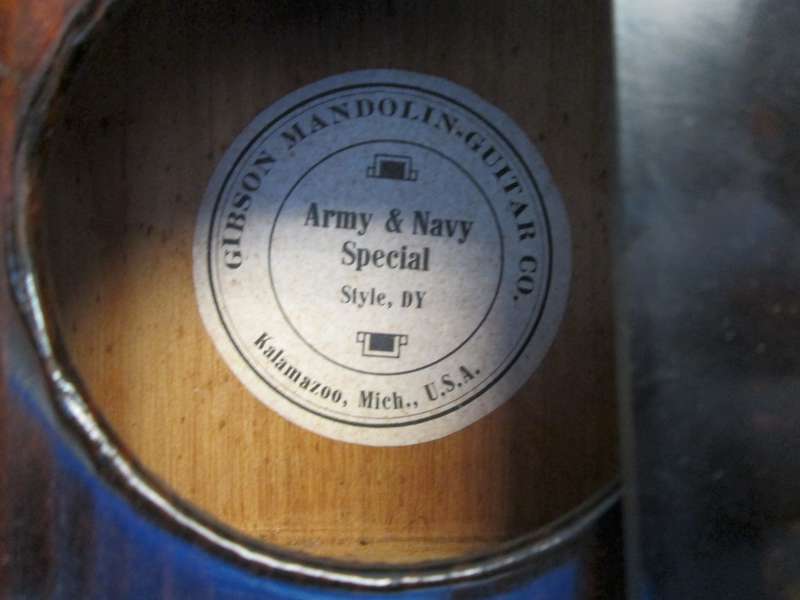 GIBSON MANDOLIN-GUITAR CO.
Army & Navy
Special
Style, DY
Kalamazoo, Mich., U.S.A.